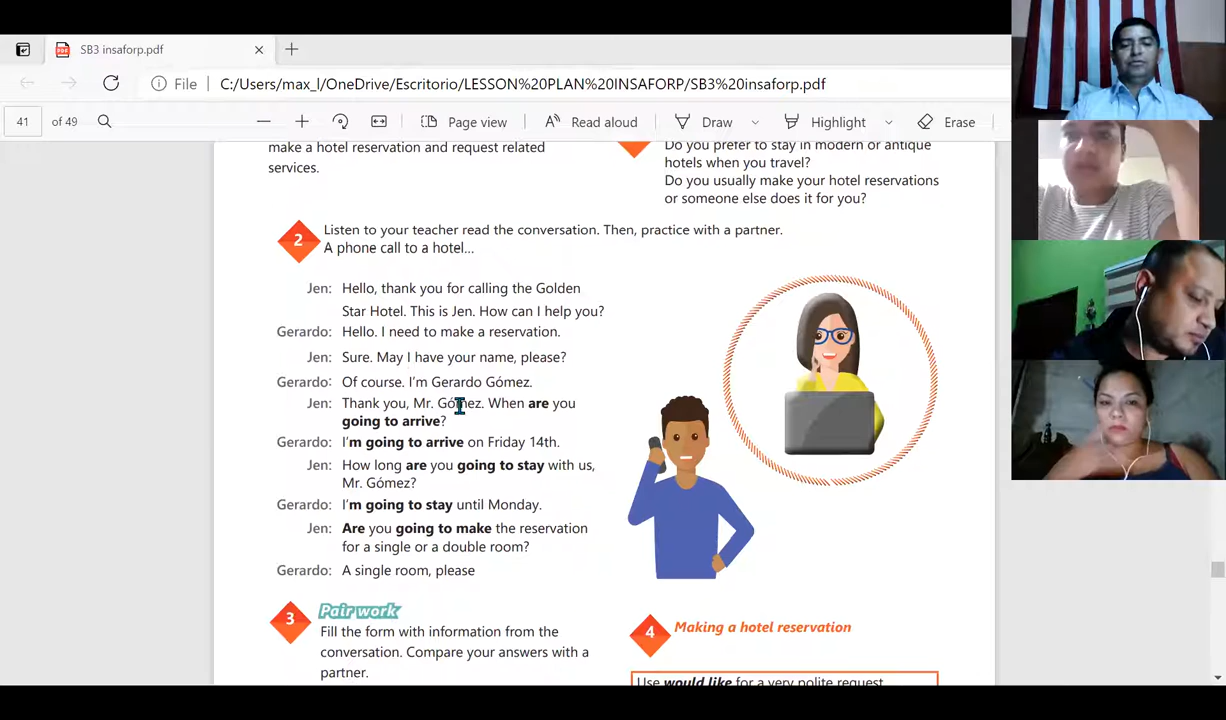 SB3 insaforp.pdf
File C:/Users/max_l/OneDrive/Escritorio/LESSON%20PLAN%20INSAFORP/SB3%20insaforp.pdf
41 of 49 Page view Read aloud Draw Highlight Erase
make a hotel reservation and request related
services.
Do you prefer to stay in modern or antique
hotels when you travel?
Do you usually make your hotel reservations
or someone else does it for you?
2 Listen to your teacher read the conversation. Then, practice with a partner.
A phone call to a hotel...
Jen: Hello, thank you for calling the Golden
Star Hotel. This is Jen. How can I help you?
Gerardo: Hello. I need to make a reservation.
Jen: Sure. May I have your name, please?
Gerardo: Of course. I'm Gerardo Gómez.
Jen: Thank you, Mr. Gómez. When are you
going to arrive?
Gerardo: I'm going to arrive on Friday 14th.
Jen: How long are you going to stay with us,
Mr. Gómez?
Gerardo: I'm going to stay until Monday.
Jen: Are you going to make the reservation
for a single or a double room?
Gerardo: A single room, please
3 Pair work
Fill the form with information from the
conversation. Compare your answers with a
partner.
4 Making a hotel reservation
Use would like for a very polite request